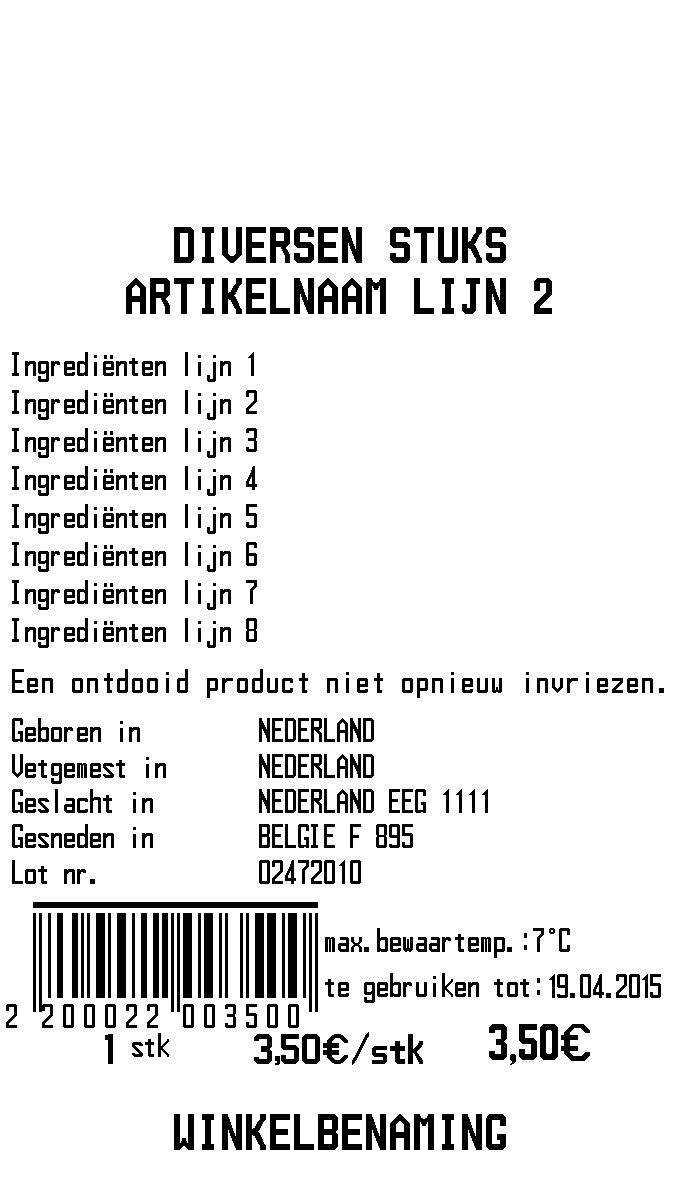 DIVERSEN STUKS
ARTIKELNAAM LIJN 2
Ingrediënten lijn 1
Ingrediënten lijn 2
Ingrediënten lijn 3
Ingrediënten lijn 4
Ingrediënten lijn 5
Ingrediënten lijn 6
Ingrediënten lijn 7
Ingrediënten lijn 8
Een ontdooid product niet opnieuw invriezen.
Geboren in NEDERLAND
Vetgemest in NEDERLAND
Geslacht in NEDERLAND EEG 1111
Gesneden in BELGIE F 895
Lot nr. 02472010
max.bewaartemp.:7°C
te gebruiken tot:19.04.2015
2 200022 003500
1 stk 3,50€/stk 3,50€
WINKELBENAMING